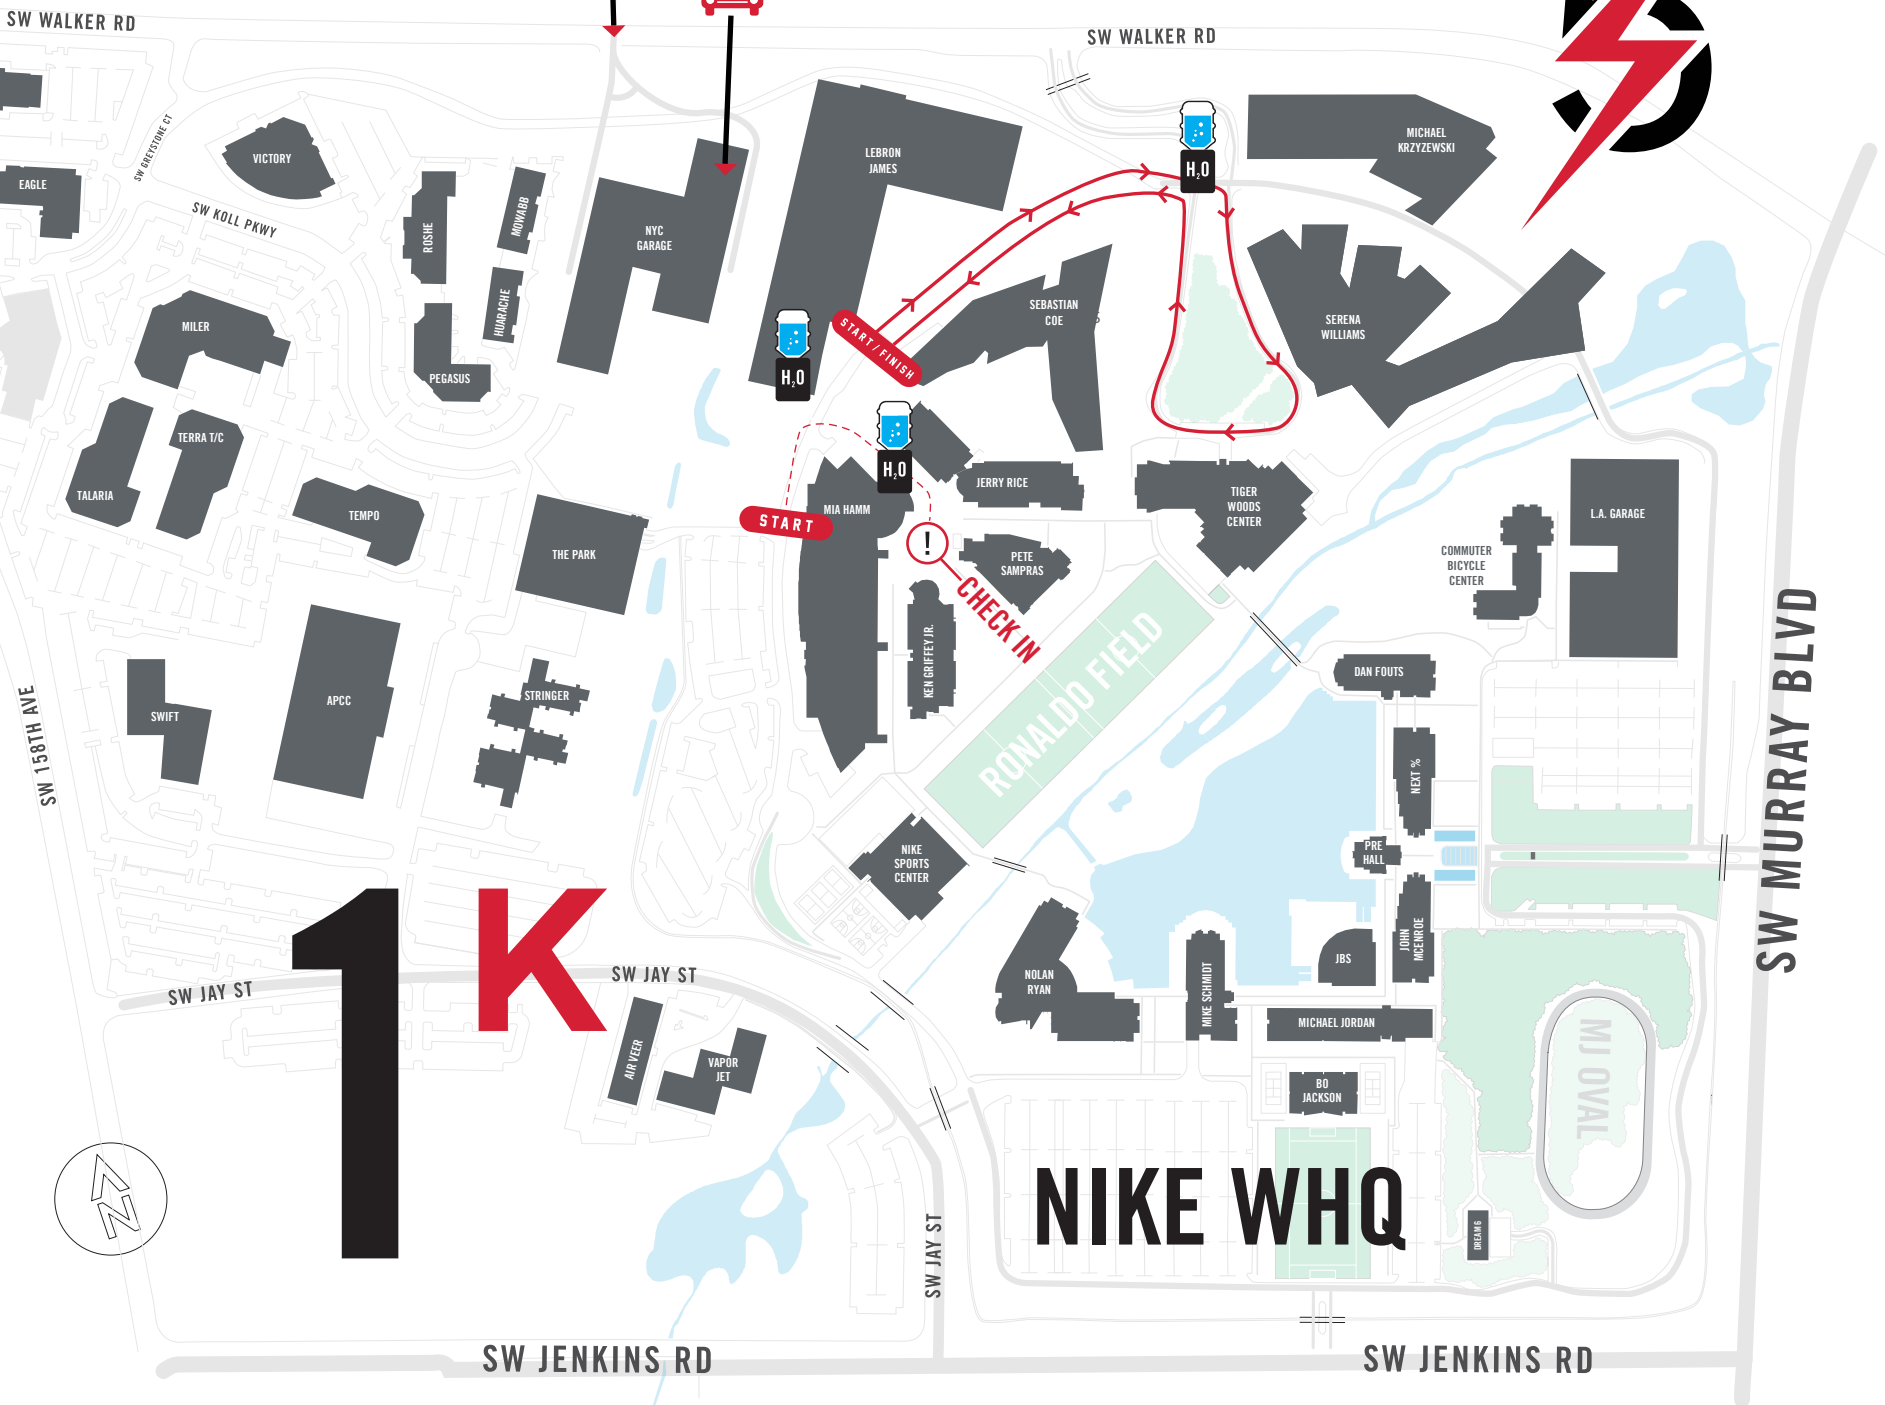 SW WALKER RD
SW WALKER RD
SW GREYSTONE CT
VICTORY
EAGLE
SW KOLL PKWY
ROSHE
MOWABB
HUARACHE
NYC
GARAGE
LEBRON
JAMES
MICHAEL
KRZYZEWSKI
H2O
SEBASTIAN
COE
SERENA
WILLIAMS
START / FINISH
H2O
MILER
PEGASUS
TALARIA
TERRA T/C
TEMPO
THE PARK
H2O
MIA HAMM
START
!
CHECK IN
JERRY RICE
PETE
SAMPRAS
TIGER
WOODS
CENTER
COMMUTER
BICYCLE
CENTER
L.A. GARAGE
KEN GRIFFEY JR.
RONALDO FIELD
DAN FOUTS
SW MURRAY BLVD
SW 158TH AVE
SWIFT
APCC
STRINGER
NEXT %
PRE
HALL
NIKE
SPORTS
CENTER
JOHN
MCENROE
JBS
NOLAN
RYAN
MIKE SCHMIDT
MICHAEL JORDAN
BO
JACKSON
MJ OVAL
1K
SW JAY ST
SW JAY ST
AIR VEER
VAPOR
JET
N
NIKE WHQ
DREAM 6
SW JAY ST
SW JENKINS RD
SW JENKINS RD